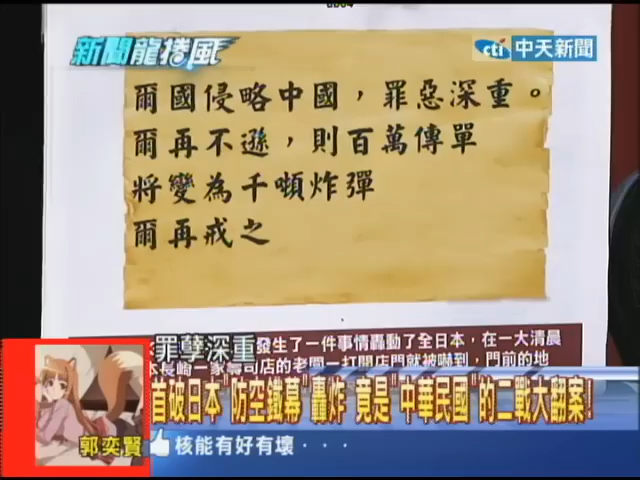 新聞龍捲風
cti 中天新聞
爾國侵略中國，罪惡深重。
爾再不遜，則百萬傳單
將變為千噸炸彈
爾再戒之
罪孽深重
發生了一件事情轟動了全日本，在一大清晨
本長崎一家壽司店的老闆一打開店門就被嚇到，門前的地
首破日本"防空鐵幕"轟炸 竟是"中華民國"的二戰大翻案!
郭奕賢
核能有好有壞‧‧‧